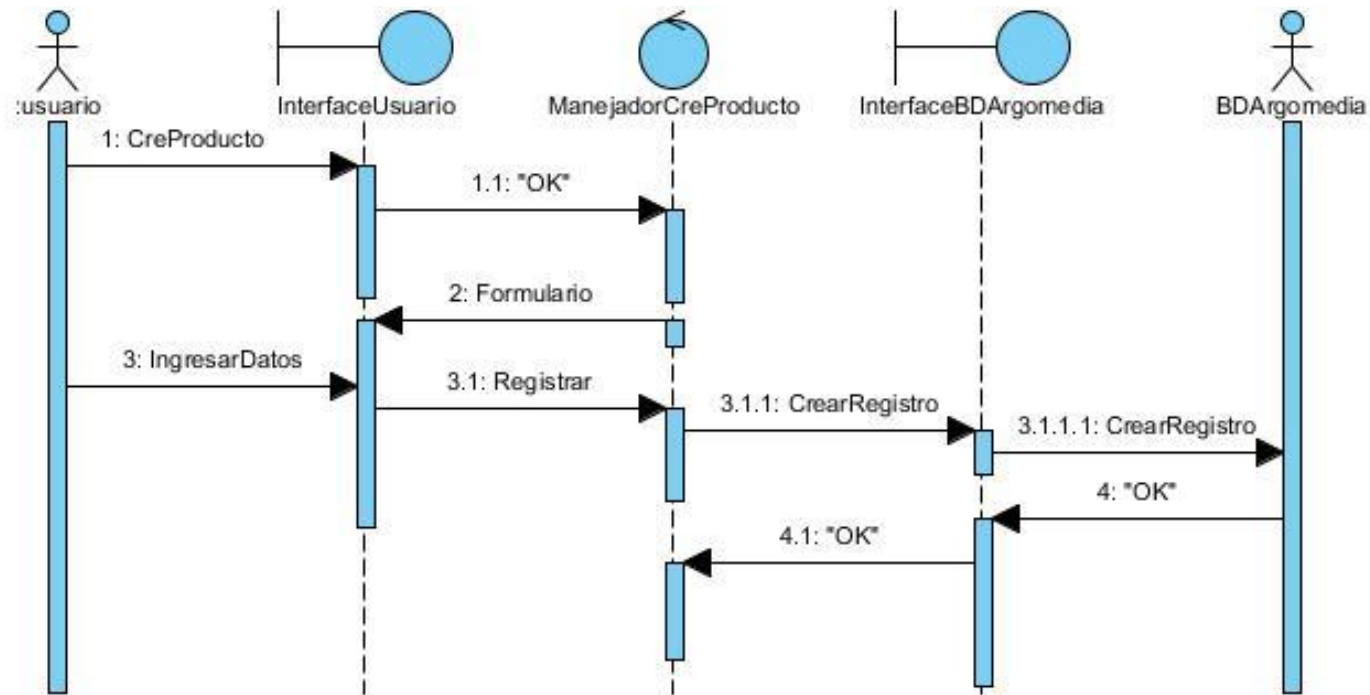 :usuario
InterfaceUsuario
ManejadorCreProducto
InterfaceBDArgomedia
BDArgomedia
1: CreProducto
1.1: "OK"
2: Formulario
3: IngresarDatos
3.1: Registrar
3.1.1: CrearRegistro
3.1.1.1: CrearRegistro
4: "OK"
4.1: "OK"